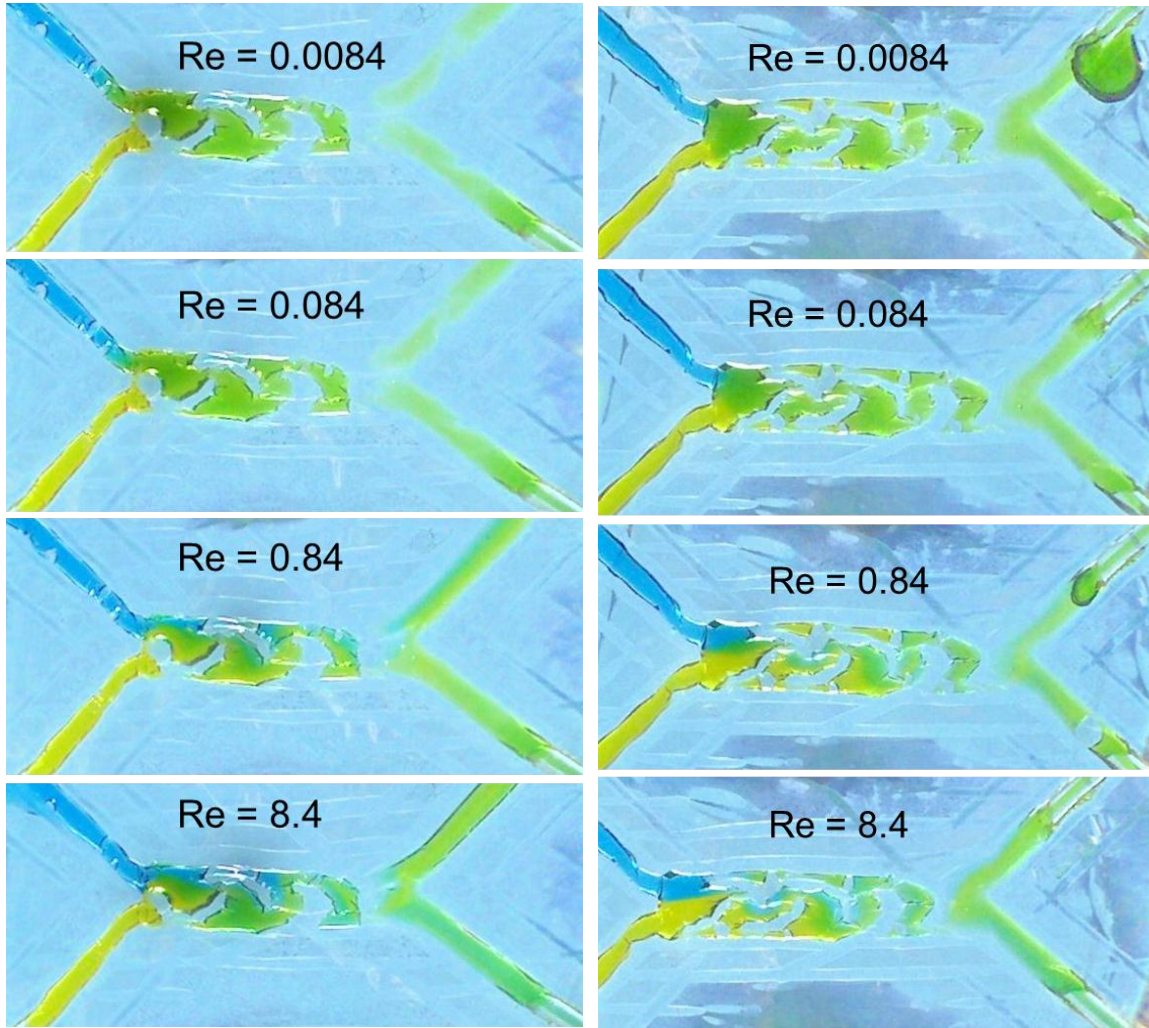 Re = 0.0084
Re = 0.0084
Re = 0.084
Re = 0.084
Re = 0.84
Re = 0.84
Re = 8.4
Re = 8.4